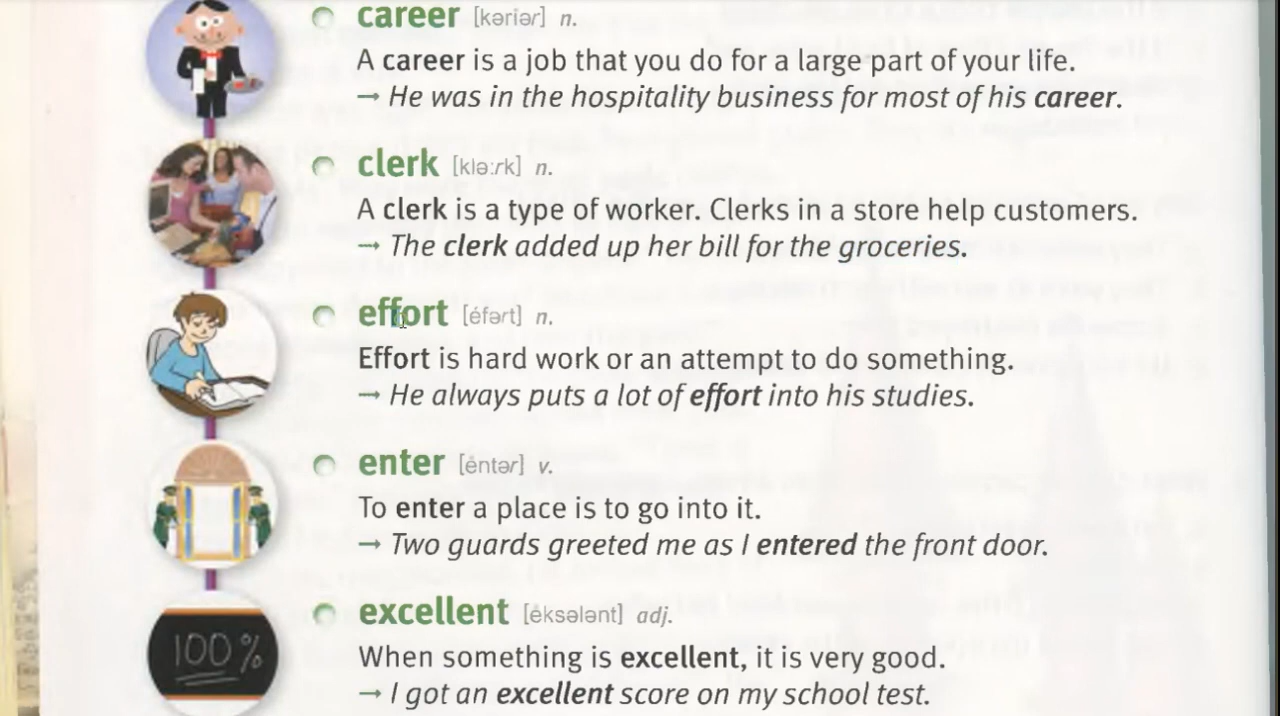 career [kəriər] n.
A career is a job that you do for a large part of your life.
→ He was in the hospitality business for most of his career.
clerk [klə:rk] n.
A clerk is a type of worker. Clerks in a store help customers.
→ The clerk added up her bill for the groceries.
effort [éfərt] n.
Effort is hard work or an attempt to do something.
→ He always puts a lot of effort into his studies.
enter [éntər] v.
To enter a place is to go into it.
→ Two guards greeted me as I entered the front door.
100%
excellent [éksələnt] adj.
When something is excellent, it is very good.
→ I got an excellent score on my school test.